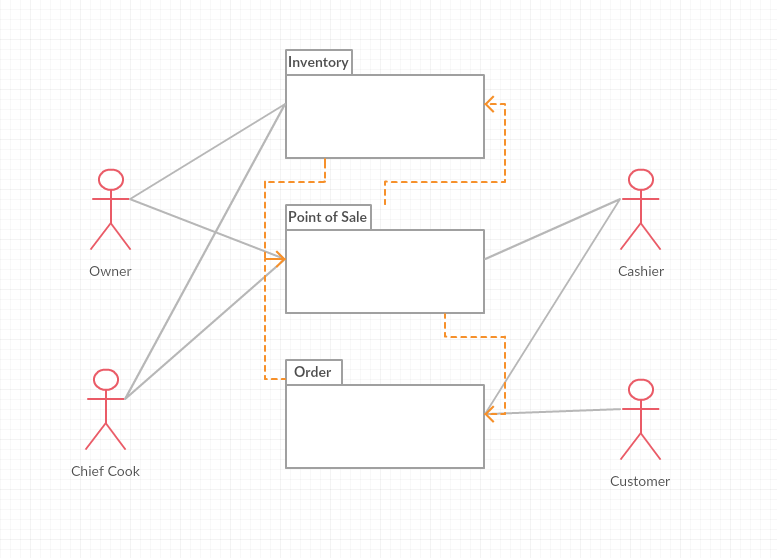 Inventory
Point of Sale
Owner
Cashier
Order
Chief Cook
Customer